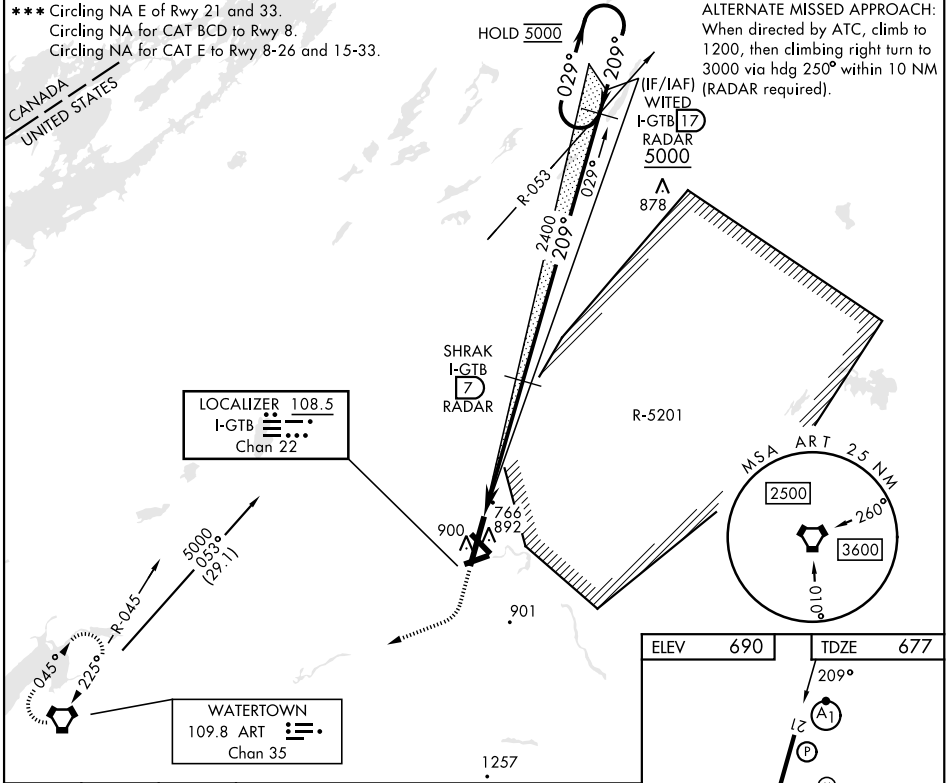 *** Circling NA E of Rwy 21 and 33.
Circling NA for CAT BCD to Rwy 8.
Circling NA for CAT E to Rwy 8-26 and 15-33.
ALTERNATE MISSED APPROACH:
When directed by ATC, climb to
1200, then climbing right turn to
3000 via hdg 250° within 10 NM
(RADAR required).
HOLD 5000
029°
209°
CANADA
UNITED STATES
(IF/IAF)
WITED
I-GTB 17
RADAR
5000
R-053
029°
878
2400
209°
SHRAK
I-GTB
7
RADAR
R-5201
LOCALIZER 108.5
I-GTB
Chan 22
MSA ART 25 NM
2500
260°
3600
010°
766
900
892
5000
053°
(29.1)
R-045
901
045°
225°
ELEV 690
TDZE 677
209°
A1
21
P
WATERTOWN
109.8 ART
Chan 35
1257